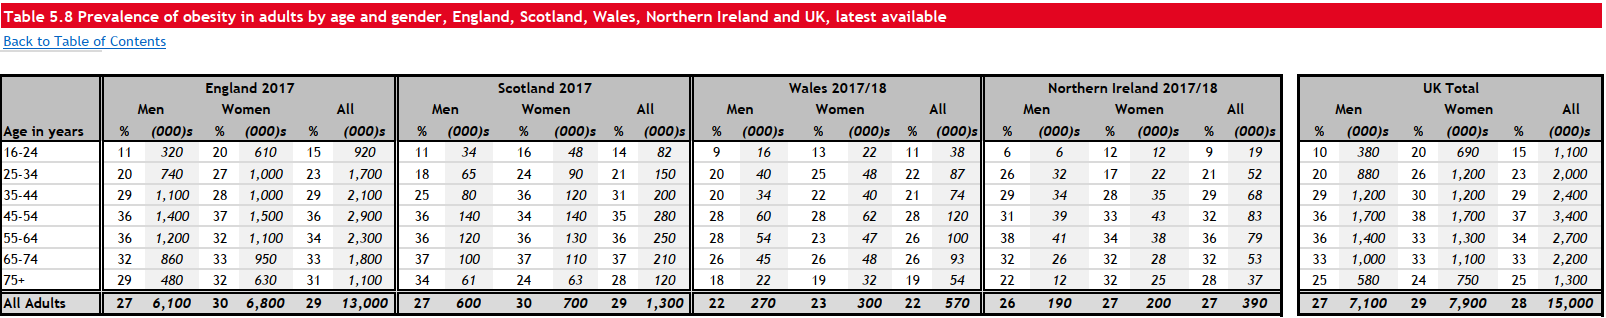 Table 5.8 Prevalence of obesity in adults by age and gender, England, Scotland, Wales, Northern Ireland and UK, latest available
Back to Table of Contents
England 2017 Scotland 2017 Wales 2017/18 Northern Ireland 2017/18 UK Total
Men Women All Men Women All Men Women All Men Women All Men Women All
Age in years % (000)s % (000)s % (000)s % (000)s % (000)s % (000)s % (000)s % (000)s % (000)s % (000)s % (000)s % (000)s % (000)s % (000)s % (000)s
16-24 11 320 20 610 15 920 11 34 16 48 14 82 9 16 13 22 11 38 6 6 12 12 9 19 10 380 20 690 15 1,100
25-34 20 740 27 1,000 23 1,700 18 65 24 90 21 150 20 40 25 48 22 87 26 32 17 22 21 52 20 880 26 1,200 23 2,000
35-44 29 1,100 28 1,000 29 2,100 25 80 36 120 31 200 20 34 22 40 21 74 29 34 28 35 29 68 29 1,200 30 1,200 29 2,400
45-54 36 1,400 37 1,500 36 2,900 36 140 34 140 35 280 28 60 28 62 28 120 31 39 33 43 32 83 36 1,700 38 1,700 37 3,400
55-64 36 1,200 32 1,100 34 2,300 36 120 36 130 36 250 28 54 23 47 26 100 38 41 34 38 36 79 36 1,400 33 1,300 34 2,700
65-74 32 860 33 950 33 1,800 37 100 37 110 37 210 26 45 26 48 26 93 32 26 32 28 32 53 33 1,000 33 1,100 33 2,200
75+ 29 480 32 630 31 1,100 34 61 24 63 28 120 18 22 19 32 19 54 22 12 32 25 28 37 25 580 24 750 25 1,300
All Adults 27 6,100 30 6,800 29 13,000 27 600 30 700 29 1,300 22 270 23 300 22 570 26 190 27 200 27 390 27 7,100 29 7,900 28 15,000